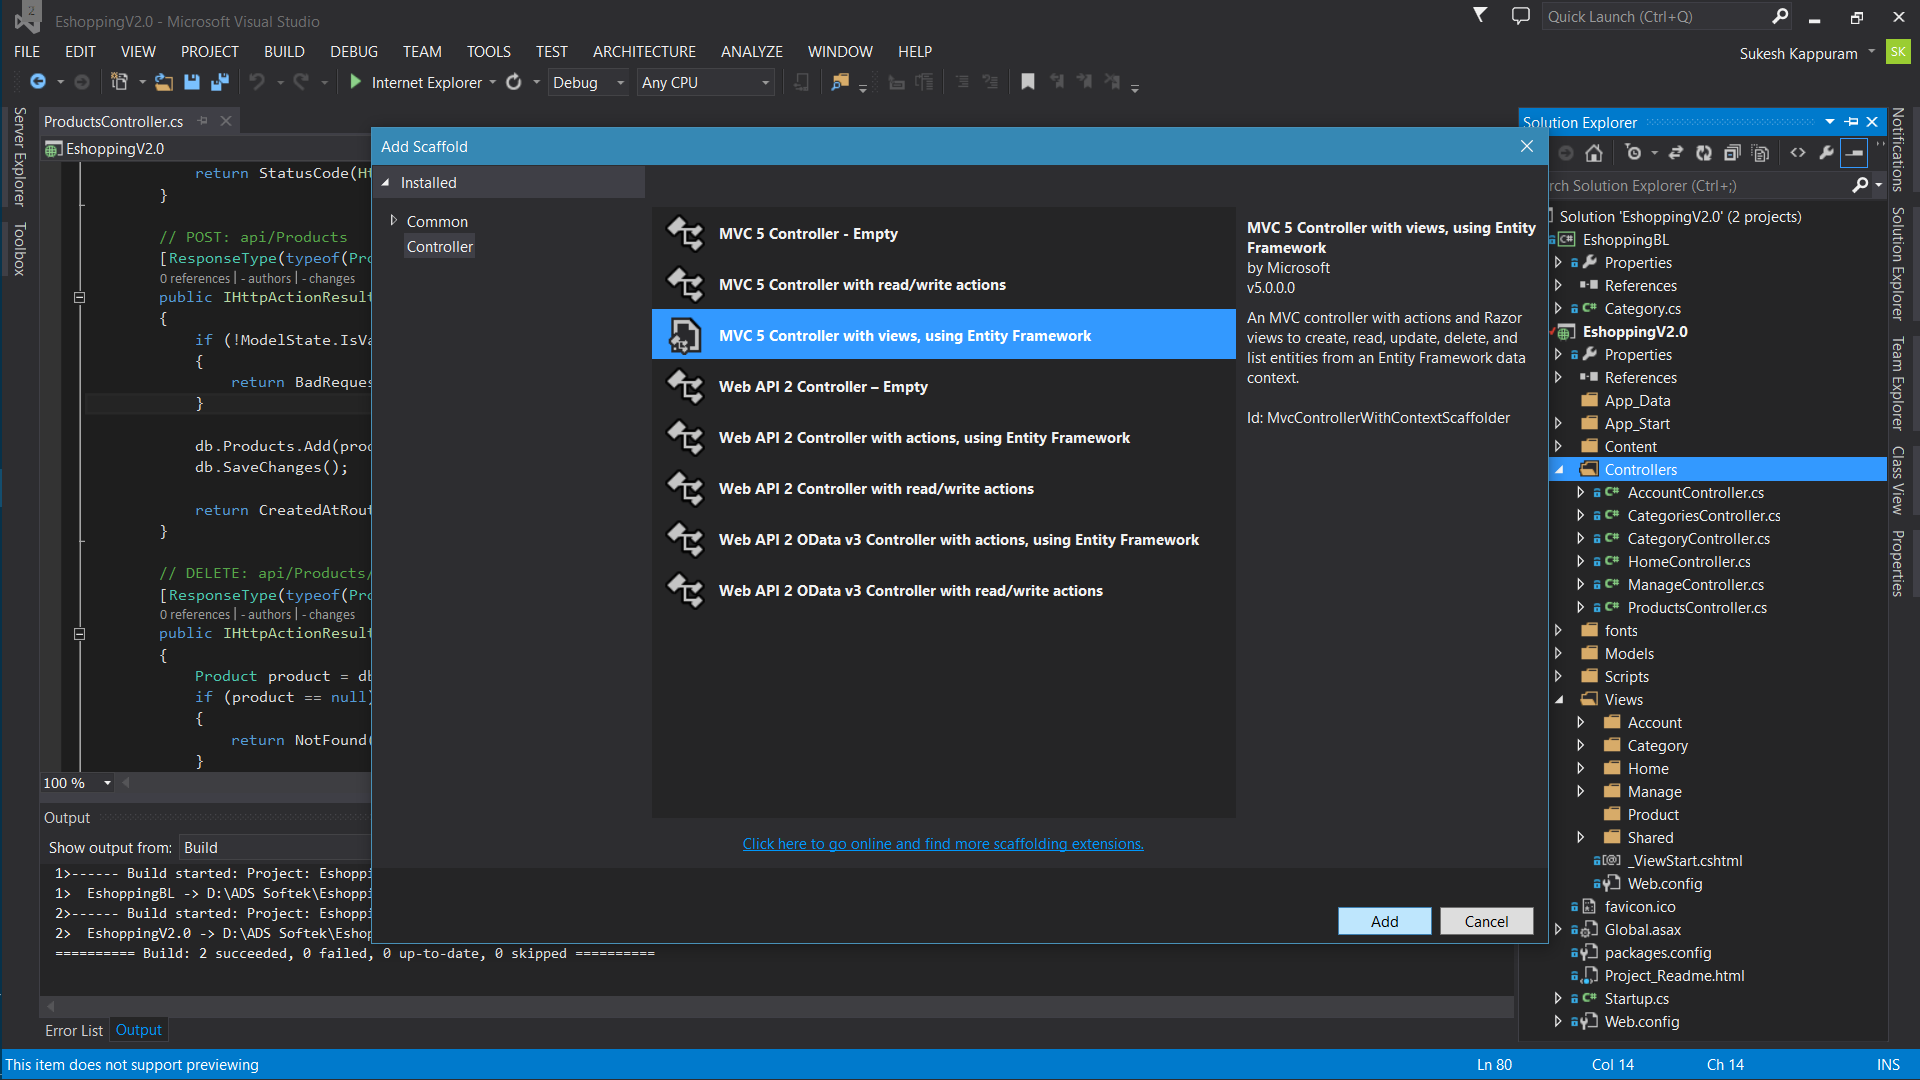 2
EshoppingV2.0 - Microsoft Visual Studio
Quick Launch (Ctrl+Q)
FILE EDIT VIEW PROJECT BUILD DEBUG TEAM TOOLS TEST ARCHITECTURE ANALYZE WINDOW HELP
Sukesh Kappuram SK
Internet Explorer Debug Any CPU
Server Explorer
Toolbox
ProductsController.cs
EshoppingV2.0
return StatusCode(Ht
}
// POST: api/Products
[ResponseType(typeof(Pro
0 references | - authors | - changes
public IHttpActionResult
{
if (!ModelState.IsVa
{
return BadReques
}
db.Products.Add(prod
db.SaveChanges();
return CreatedAtRout
}
// DELETE: api/Products/
[ResponseType(typeof(Pro
0 references | - authors | - changes
public IHttpActionResult
{
Product product = db
if (product == null)
{
return NotFound(
}
100 %
Output
Show output from: Build
1>------ Build started: Project: Eshoppi
1>  EshoppingBL -> D:\ADS Softek\Eshoppi
2>------ Build started: Project: Eshoppi
2>  EshoppingV2.0 -> D:\ADS Softek\Eshop
========== Build: 2 succeeded, 0 failed, 0 up-to-date, 0 skipped ==========
Error List Output
This item does not support previewing
Ln 80 Col 14 Ch 14 INS
Add Scaffold
Installed
Common
Controller
MVC 5 Controller - Empty
MVC 5 Controller with read/write actions
MVC 5 Controller with views, using Entity Framework
Web API 2 Controller – Empty
Web API 2 Controller with actions, using Entity Framework
Web API 2 Controller with read/write actions
Web API 2 OData v3 Controller with actions, using Entity Framework
Web API 2 OData v3 Controller with read/write actions
MVC 5 Controller with views, using Entity
Framework
by Microsoft
v5.0.0.0
An MVC controller with actions and Razor
views to create, read, update, delete, and
list entities from an Entity Framework data
context.
Id: MvcControllerWithContextScaffolder
Click here to go online and find more scaffolding extensions.
Add Cancel
Solution Explorer
rch Solution Explorer (Ctrl+;)
Solution 'EshoppingV2.0' (2 projects)
EshoppingBL
Properties
References
C# Category.cs
EshoppingV2.0
Properties
References
App_Data
App_Start
Content
Controllers
C# AccountController.cs
C# CategoriesController.cs
C# CategoryController.cs
C# HomeController.cs
C# ManageController.cs
C# ProductsController.cs
fonts
Models
Scripts
Views
Account
Category
Home
Manage
Product
Shared
[@] _ViewStart.cshtml
Web.config
favicon.ico
Global.asax
packages.config
Project_Readme.html
C# Startup.cs
Web.config
Notifications
Solution Explorer
Team Explorer
Class View
Properties